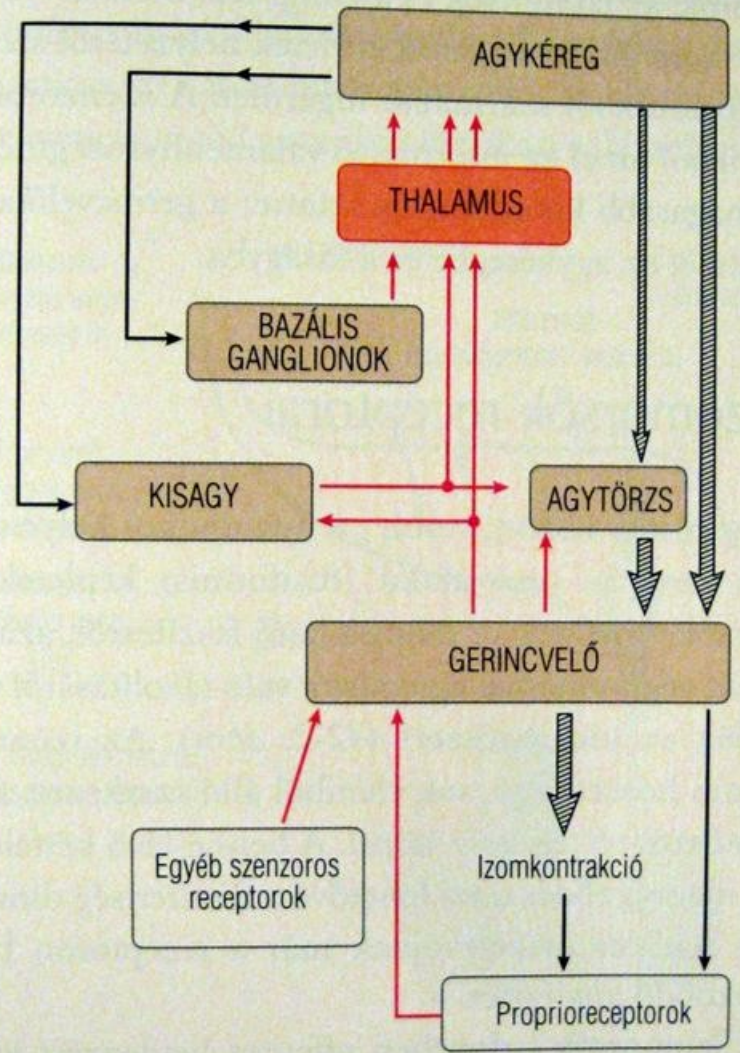 AGYKÉREG
THALAMUS
BAZÁLIS
GANGLIONOK
KISAGY
AGYTÖRZS
GERINCVELŐ
Egyéb szenzoros
receptorok
Izomkontrakció
Proprioreceptorok